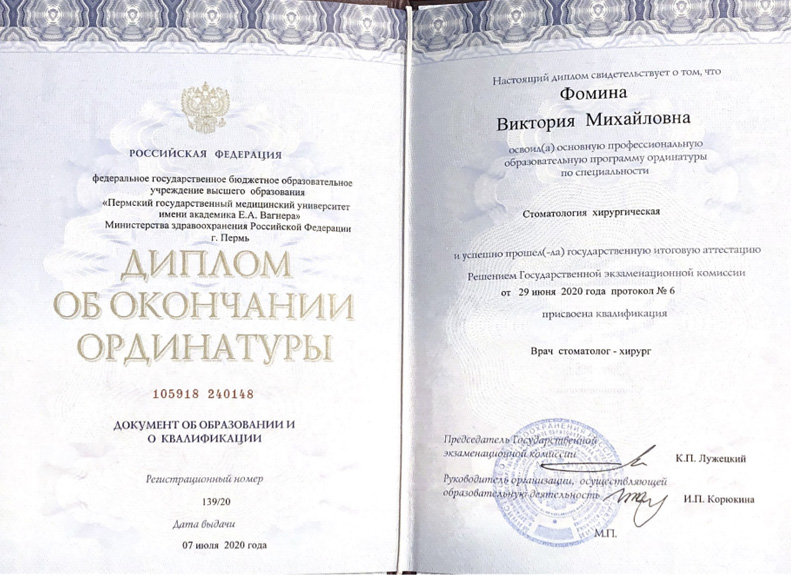 РОССИЙСКАЯ ФЕДЕРАЦИЯ
федеральное государственное бюджетное образовательное
учреждение высшего образования
«Пермский государственный медицинский университет
имени академика Е.А. Вагнера»
Министерства здравоохранения Российской Федерации
г. Пермь
ДИПЛОМ
ОБ ОКОНЧАНИИ
ОРДИНАТУРЫ
105918 240148
ДОКУМЕНТ ОБ ОБРАЗОВАНИИ И
О КВАЛИФИКАЦИИ
Регистрационный номер
139/20
Дата выдачи
07 июля 2020 года
Настоящий диплом свидетельствует о том, что
Фомина
Виктория Михайловна
освоил(а) основную профессиональную
образовательную программу ординатуры
по специальности
Стоматология хирургическая
и успешно прошел(-ла) государственную итоговую аттестацию
Решением Государственной экзаменационной комиссии
от 29 июня 2020 года протокол № 6
присвоена квалификация
Врач стоматолог - хирург
Председатель Государственной
экзаменационной комиссии
К.П. Лужецкий
Руководитель организации, осуществляющей
образовательную деятельность
И.П. Корюкина
М.П.